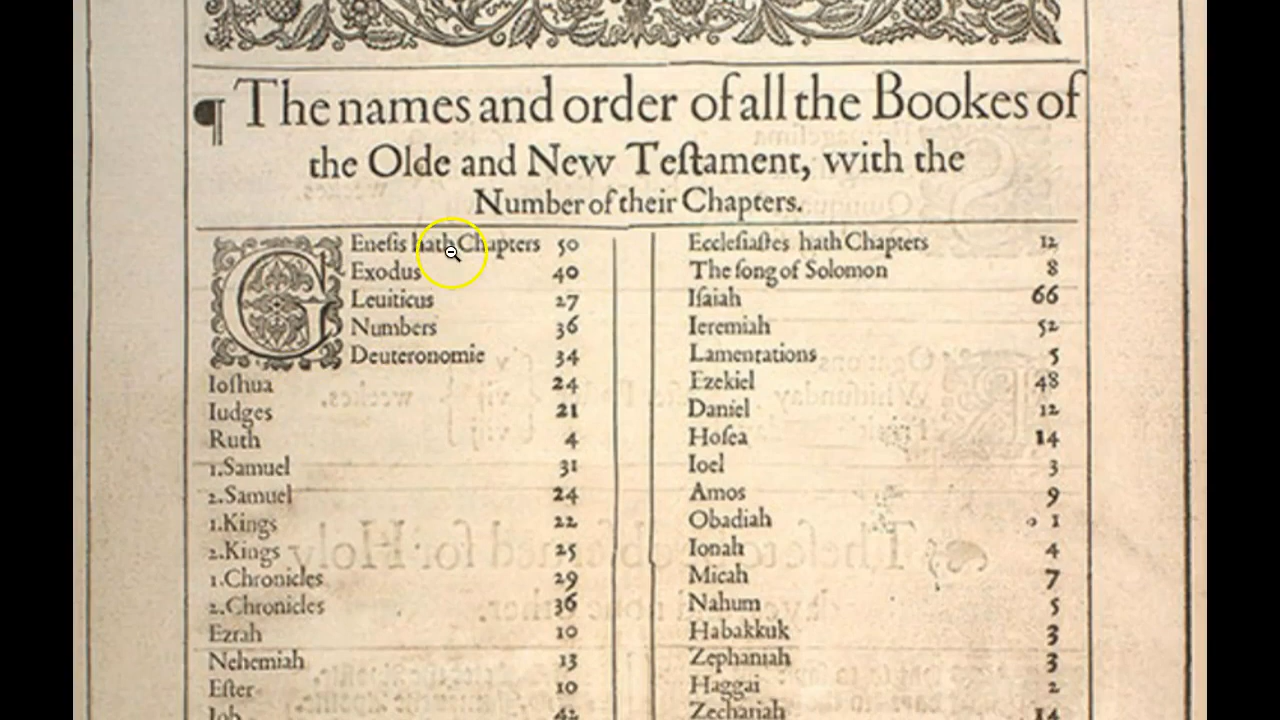 ¶ The names and order of all the Bookes of
the Olde and New Teſtament, with the
Number of their Chapters.
GEneſis hath Chapters 50
Exodus 40
Leuiticus 27
Numbers 36
Deuteronomie 34
Ioſhua 24
Iudges 21
Ruth 4
1.Samuel 31
2.Samuel 24
1.Kings 22
2.Kings 25
1.Chronicles 29
2.Chronicles 36
Ezrah 10
Nehemiah 13
Eſter 10
Iob 42
Eccleſiaſtes hath Chapters 12
The ſong of Solomon 8
Iſaiah 66
Ieremiah 52
Lamentations 5
Ezekiel 48
Daniel 12
Hoſea 14
Ioel 3
Amos 9
Obadiah 1
Ionah 4
Micah 7
Nahum 5
Habakkuk 3
Zephaniah 3
Haggai 2
Zechariah 14